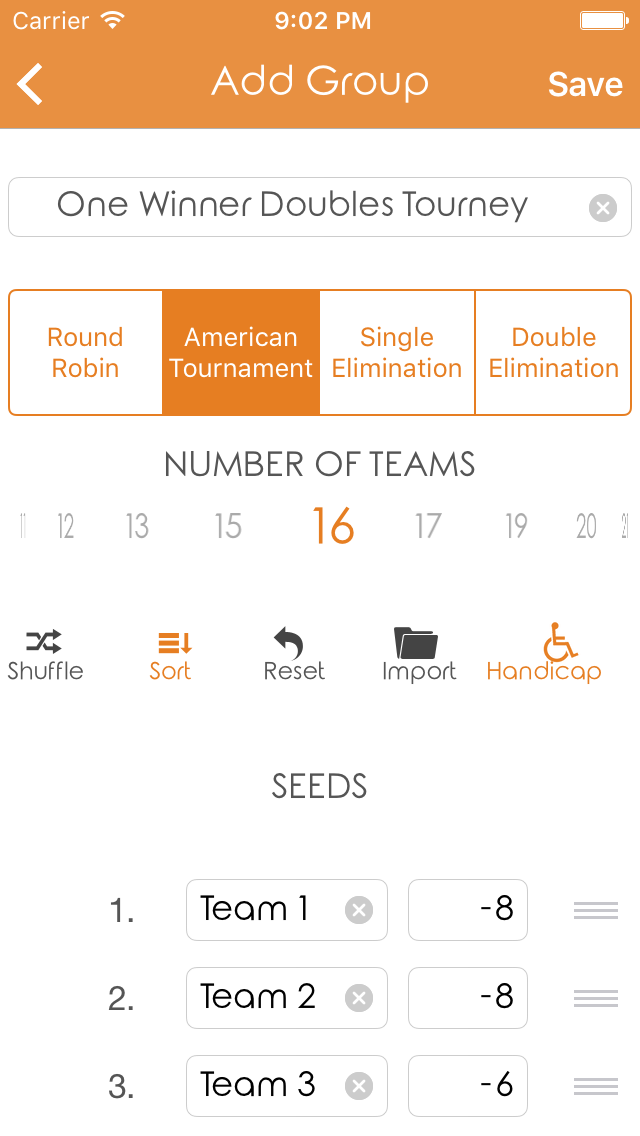 Carrier 9:02 PM
Add Group Save
One Winner Doubles Tourney
Round Robin
American Tournament
Single Elimination
Double Elimination
NUMBER OF TEAMS
11 12 13 15 16 17 19 20
Shuffle Sort Reset Import Handicap
SEEDS
1. Team 1 -8
2. Team 2 -8
3. Team 3 -6